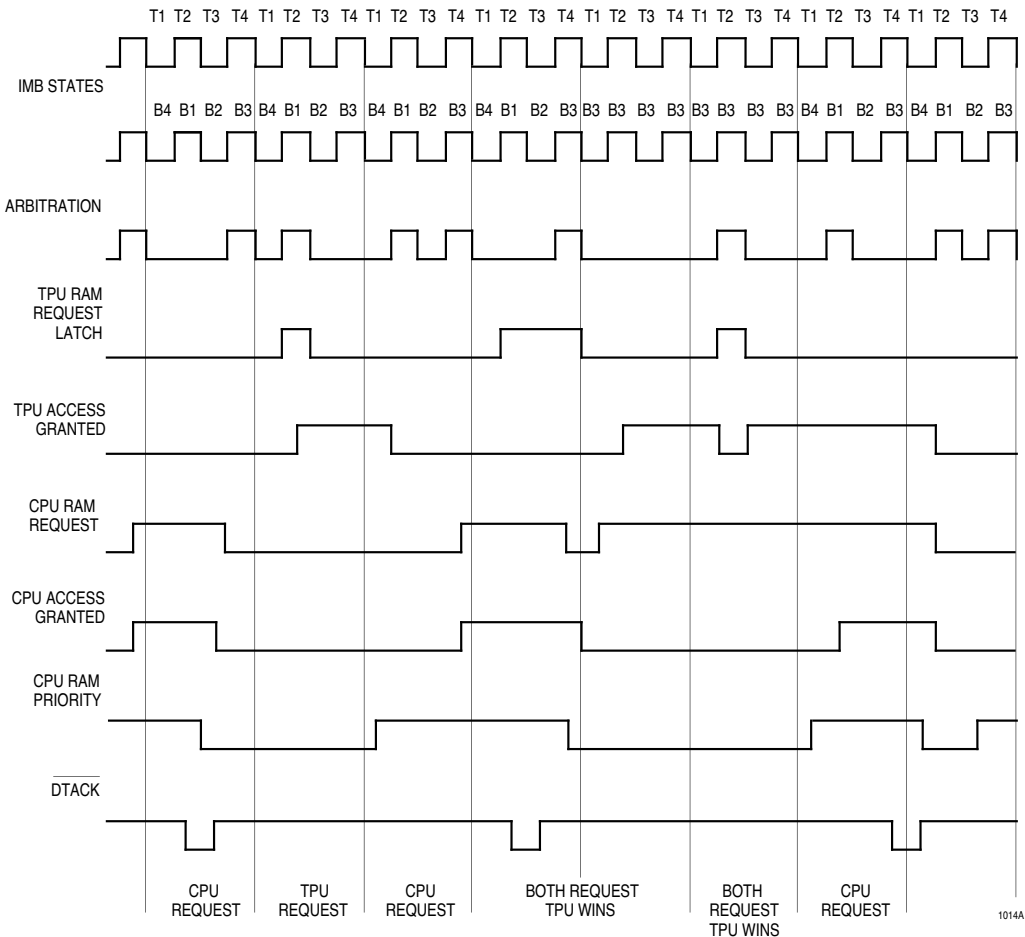 T1 T2 T3 T4 T1 T2 T3 T4 T1 T2 T3 T4 T1 T2 T3 T4 T1 T2 T3 T4 T1 T2 T3 T4 T1 T2 T3 T4 T1 T2 T3 T4
IMB STATES
B4 B1 B2 B3 B4 B1 B2 B3 B4 B1 B2 B3 B4 B1 B2 B3 B3 B3 B3 B3 B3 B3 B3 B3 B4 B1 B2 B3 B4 B1 B2 B3
ARBITRATION
TPU RAM
REQUEST
LATCH
TPU ACCESS
GRANTED
CPU RAM
REQUEST
CPU ACCESS
GRANTED
CPU RAM
PRIORITY
DTACK
CPU
REQUEST
TPU
REQUEST
CPU
REQUEST
BOTH REQUEST
TPU WINS
BOTH
REQUEST
TPU WINS
CPU
REQUEST
1014A